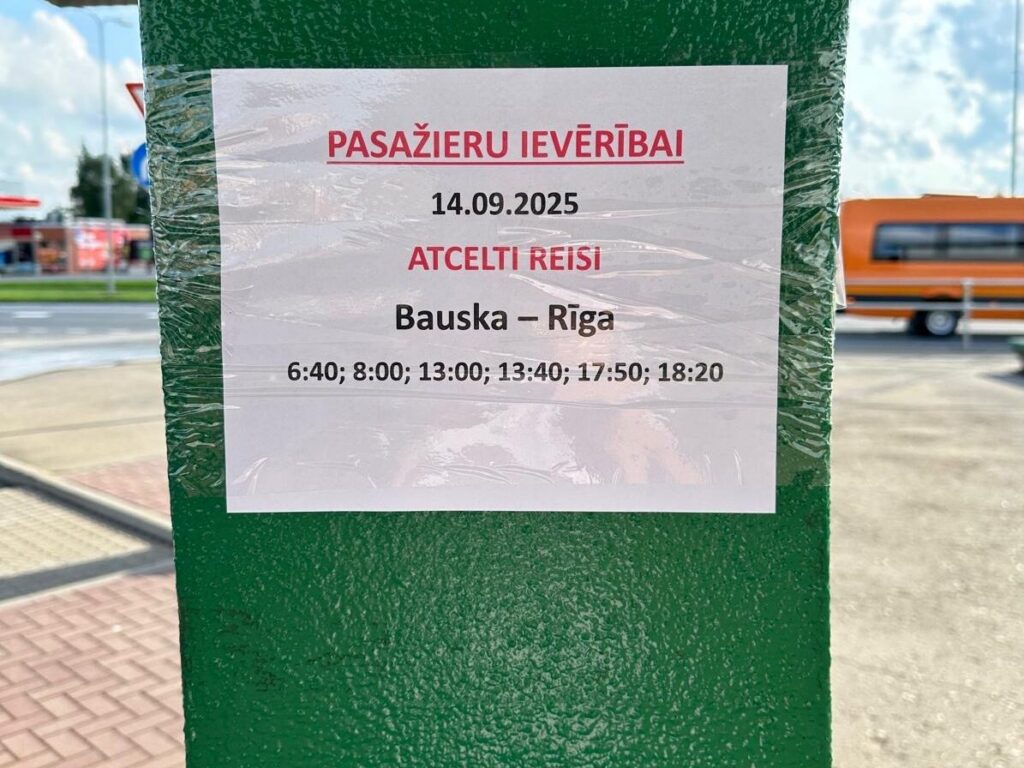 PASAŽIERU IEVĒRĪBAI
14.09.2025
ATCELTI REISI
Bauska – Rīga
6:40; 8:00; 13:00; 13:40; 17:50; 18:20